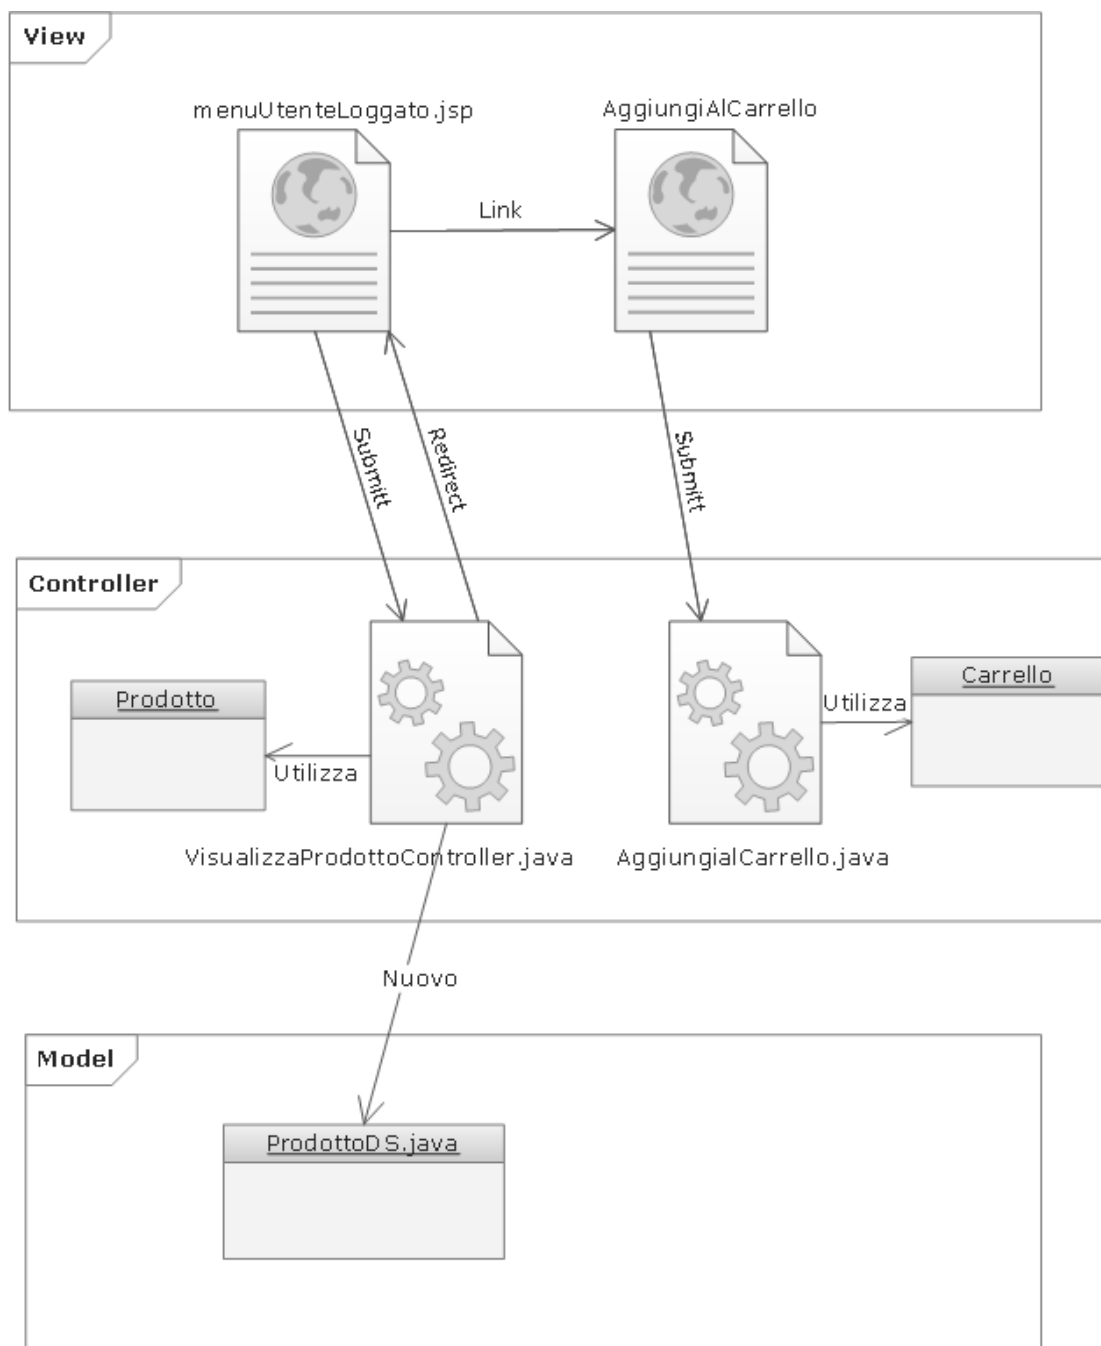 View
menuUtenteLoggato.jsp
AggiungiAlCarrello
Link
Submitt
Redirect
Submitt
Controller
Prodotto
Carrello
Utilizza
Utilizza
VisualizzaProdottoController.java
AggiungialCarrello.java
Nuovo
Model
ProdottoDS.java